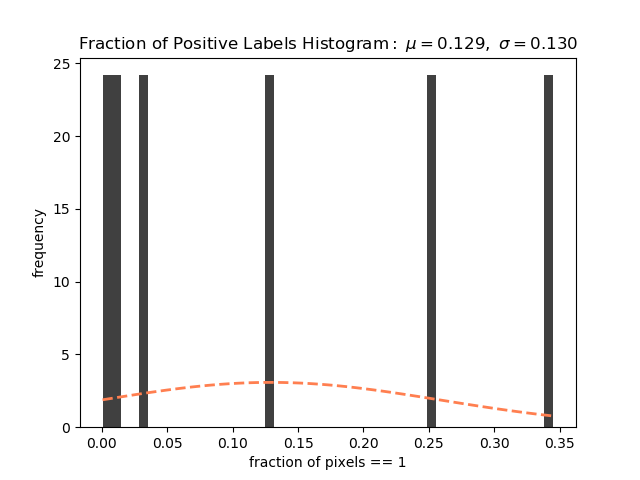 Fraction of Positive Labels Histogram: μ = 0.129, σ = 0.130
25
20
15
10
5
0
frequency
0.00 0.05 0.10 0.15 0.20 0.25 0.30 0.35
fraction of pixels == 1